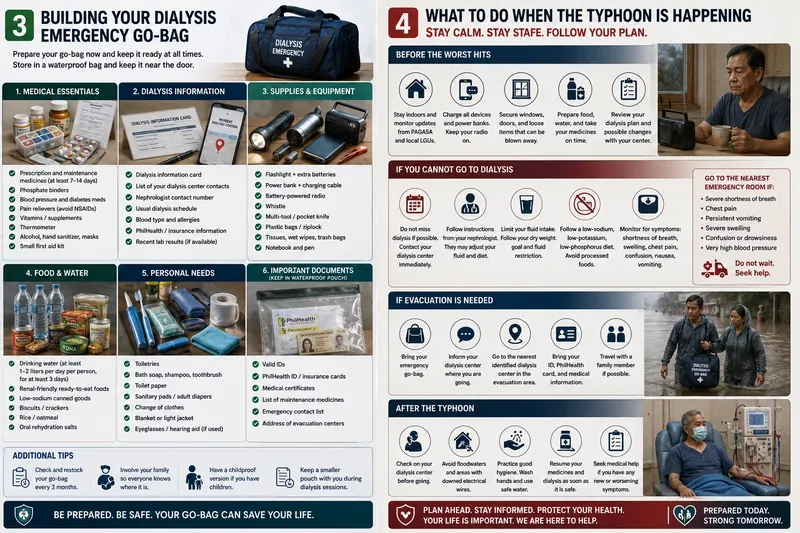 3
BUILDING YOUR DIALYSIS
EMERGENCY GO-BAG
Prepare your go-bag now and keep it ready at all times.
Store in a waterproof bag and keep it near the door.
DIALYSIS
EMERGENCY
1. MEDICAL ESSENTIALS
Prescription and maintenance
medicines (at least 7–14 days)
Phosphate binders
Blood pressure and diabetes meds
Pain relievers (avoid NSAIDs)
Vitamins / supplements
Thermometer
Alcohol, hand sanitizer, masks
Small first aid kit
2. DIALYSIS INFORMATION
DIALYSIS INFORMATION CARD
NEAREST
DIALYSIS CENTER
Dialysis information card
List of your dialysis center contacts
Nephrologist contact number
Usual dialysis schedule
Blood type and allergies
PhilHealth / insurance information
Recent lab results (if available)
3. SUPPLIES & EQUIPMENT
Flashlight + extra batteries
Power bank + charging cable
Battery-powered radio
Whistle
Multi-tool / pocket knife
Plastic bags / ziplock
Tissues, wet wipes, trash bags
Notebook and pen
4. FOOD & WATER
TUNA
Drinking water (at least
1–2 liters per day per person,
for at least 3 days)
Renal-friendly ready-to-eat foods
Low-sodium canned goods
Biscuits / crackers
Rice / oatmeal
Oral rehydration salts
5. PERSONAL NEEDS
Toiletries
Bath soap, shampoo, toothbrush
Toilet paper
Sanitary pads / adult diapers
Change of clothes
Blanket or light jacket
Eyeglasses / hearing aid (if used)
6. IMPORTANT DOCUMENTS
(KEEP IN WATERPROOF POUCH)
PhilHealth
Valid IDs
PhilHealth ID / insurance cards
Medical certificates
List of maintenance medicines
Emergency contact list
Address of evacuation centers
ADDITIONAL TIPS
Check and restock
your go-bag
every 3 months.
Involve your family
so everyone knows
where it is.
Have a childproof
version if you have
children.
Keep a smaller
pouch with you during
dialysis sessions.
BE PREPARED. BE SAFE. YOUR GO-BAG CAN SAVE YOUR LIFE.
4
WHAT TO DO WHEN THE TYPHOON IS HAPPENING
STAY CALM. STAY STAFE. FOLLOW YOUR PLAN.
BEFORE THE WORST HITS
Stay indoors and
monitor updates
from PAGASA
and local LGUs.
Charge all devices
and power banks.
Keep your radio
on.
Secure windows,
doors, and loose
items that can be
blown away.
Prepare food,
water, and take
your medicines
on time.
Review your
dialysis plan and
possible changes
with your center.
IF YOU CANNOT GO TO DIALYSIS
Do not miss
dialysis if possible.
Contact your
dialysis center
immediately.
Follow instructions
from your nephrologist.
They may adjust your
fluid and diet.
Limit your fluid intake.
Follow your dry weight.
goal and fluid
restriction.
Follow a low-sodium,
low-potassium,
low-phosphorus diet.
Avoid processed
foods.
Monitor for symptoms:
shortness of breath,
swelling, chest pain,
confusion, nausea,
vomiting.
GO TO THE NEAREST
EMERGENCY ROOM IF:
Severe shortness of breath
Chest pain
Persistent vomiting
Severe swelling
Confusion or drowsiness
Very high blood pressure
Do not wait.
Seek help.
IF EVACUATION IS NEEDED
Bring your
emergency
go-bag.
Inform your
dialysis center
where you are
going.
Go to the nearest
identified dialysis
center in the
evacuation area.
Bring your
ID, PhilHealth
card, and medical
information.
Travel with
a family member
if possible.
DIALYSIS
EMERGENCY
GO-BAG
AFTER THE TYPHOON
Check on your
dialysis center
before going.
Avoid floodwaters
and areas with
downed electrical
wires.
Practice good
hygiene. Wash
hands and use
safe water.
Resume your
medicines and
dialysis as soon
as it is safe.
Seek medical help
if you have any
new or worsening
symptoms.
PLAN AHEAD. STAY INFORMED. PROTECT YOUR HEALTH.
YOUR LIFE IS IMPORTANT. WE ARE HERE TO HELP.
PREPARED TODAY.
STRONG TOMORROW.